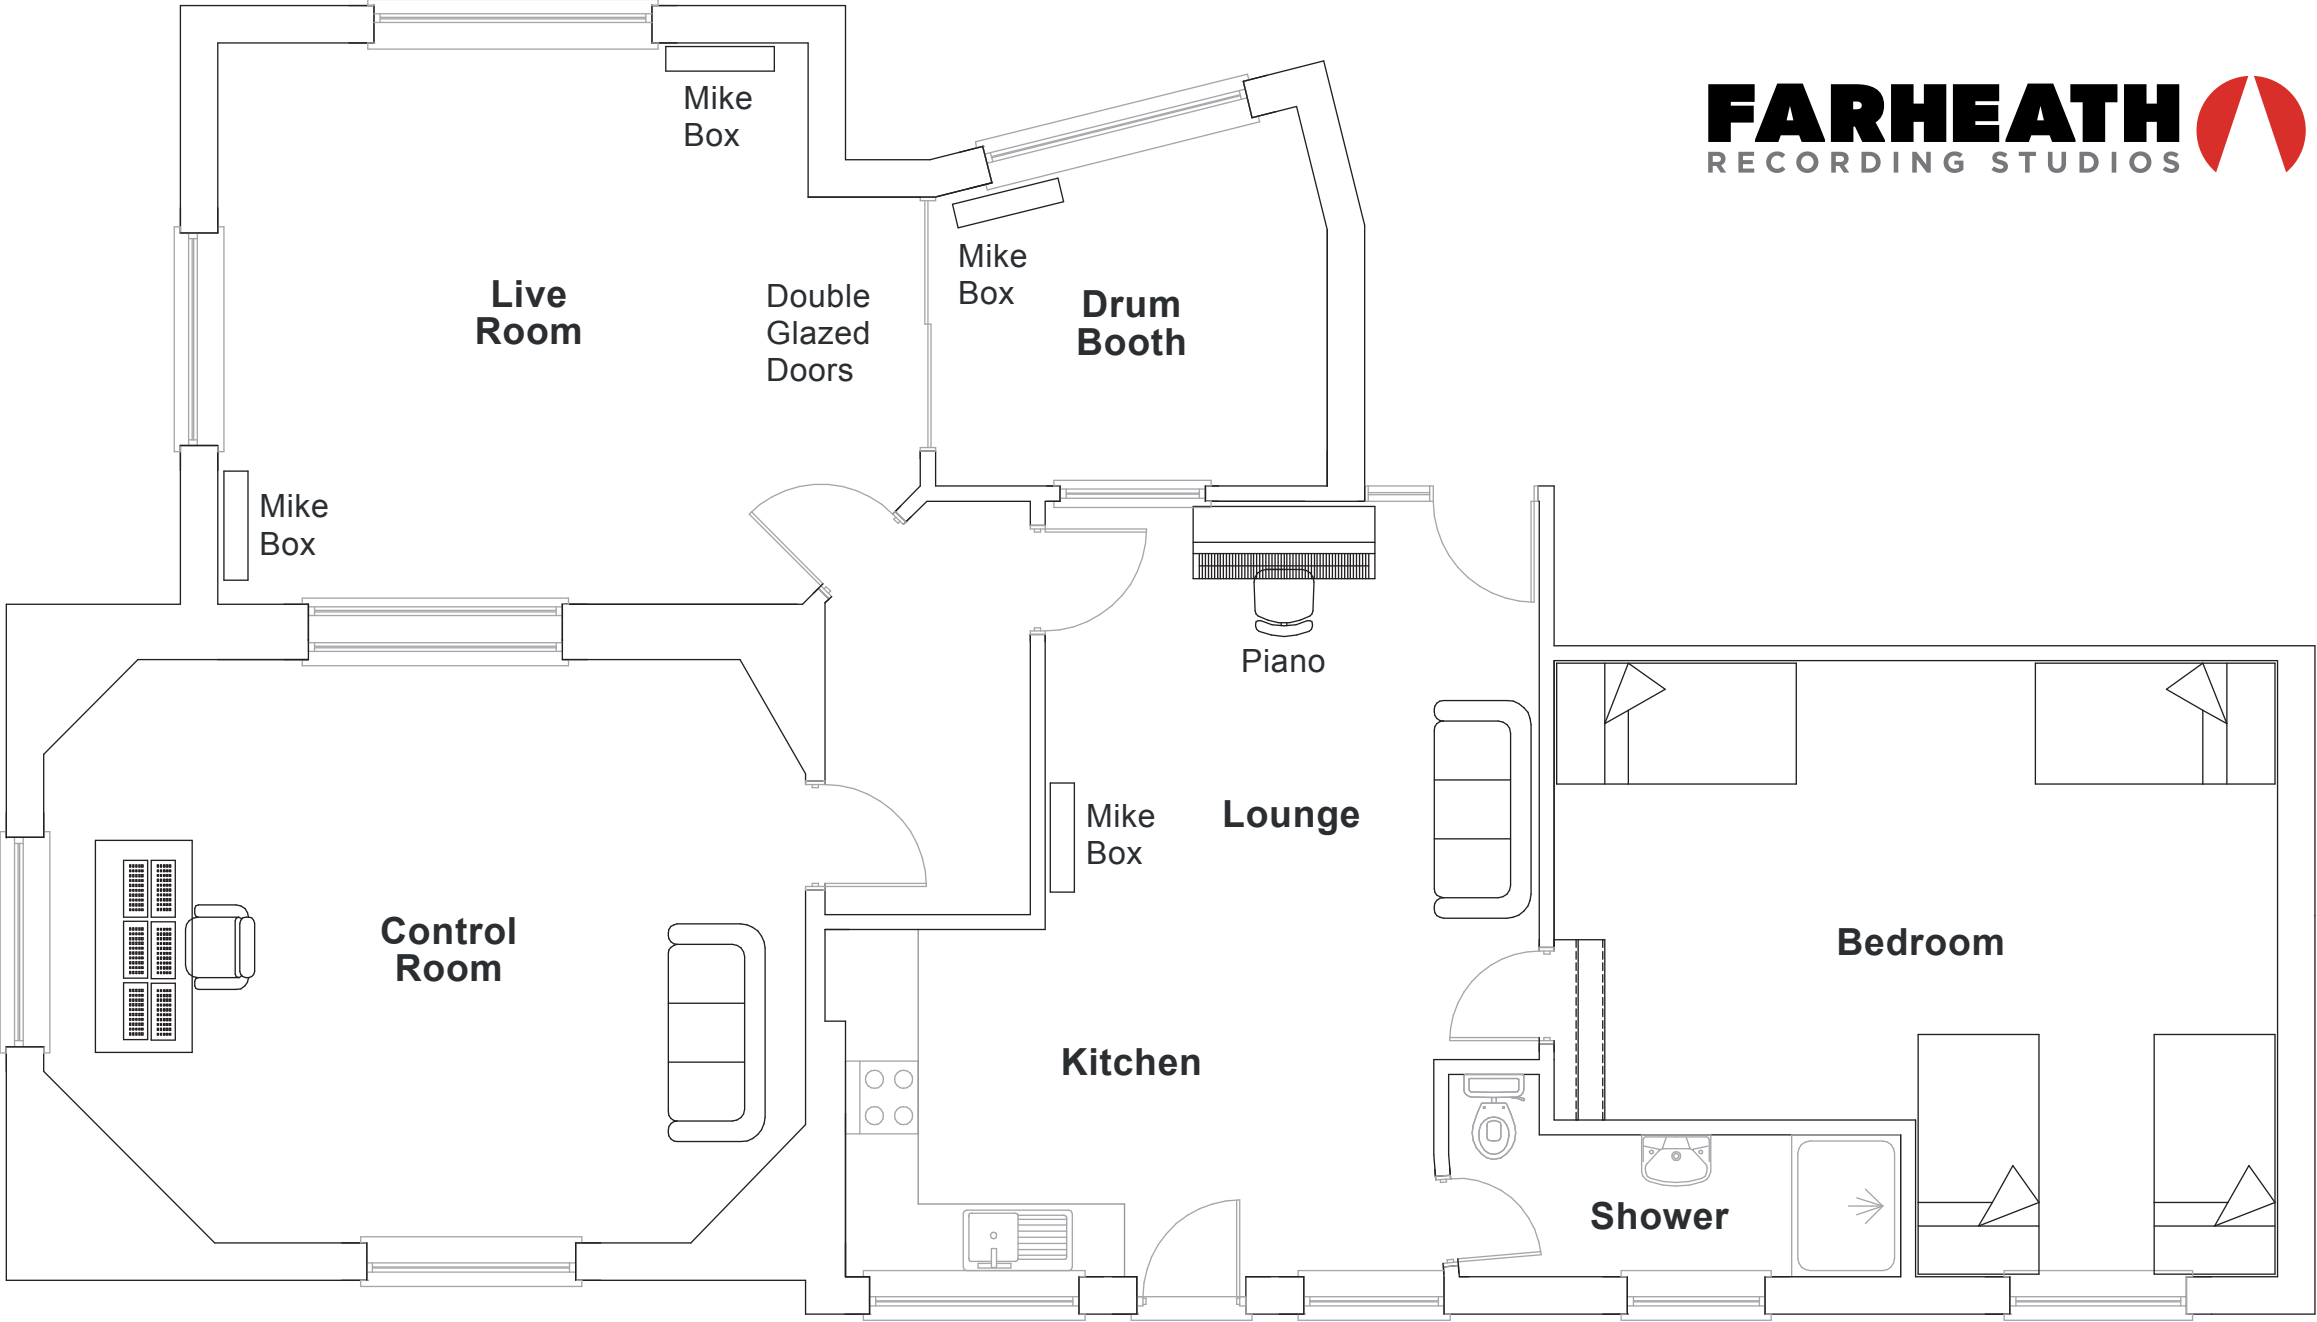 FARHEATH
RECORDING STUDIOS
Mike
Box
Live
Room
Double
Glazed
Doors
Mike
Box
Drum
Booth
Mike
Box
Piano
Mike
Box
Lounge
Control
Room
Bedroom
Kitchen
Shower